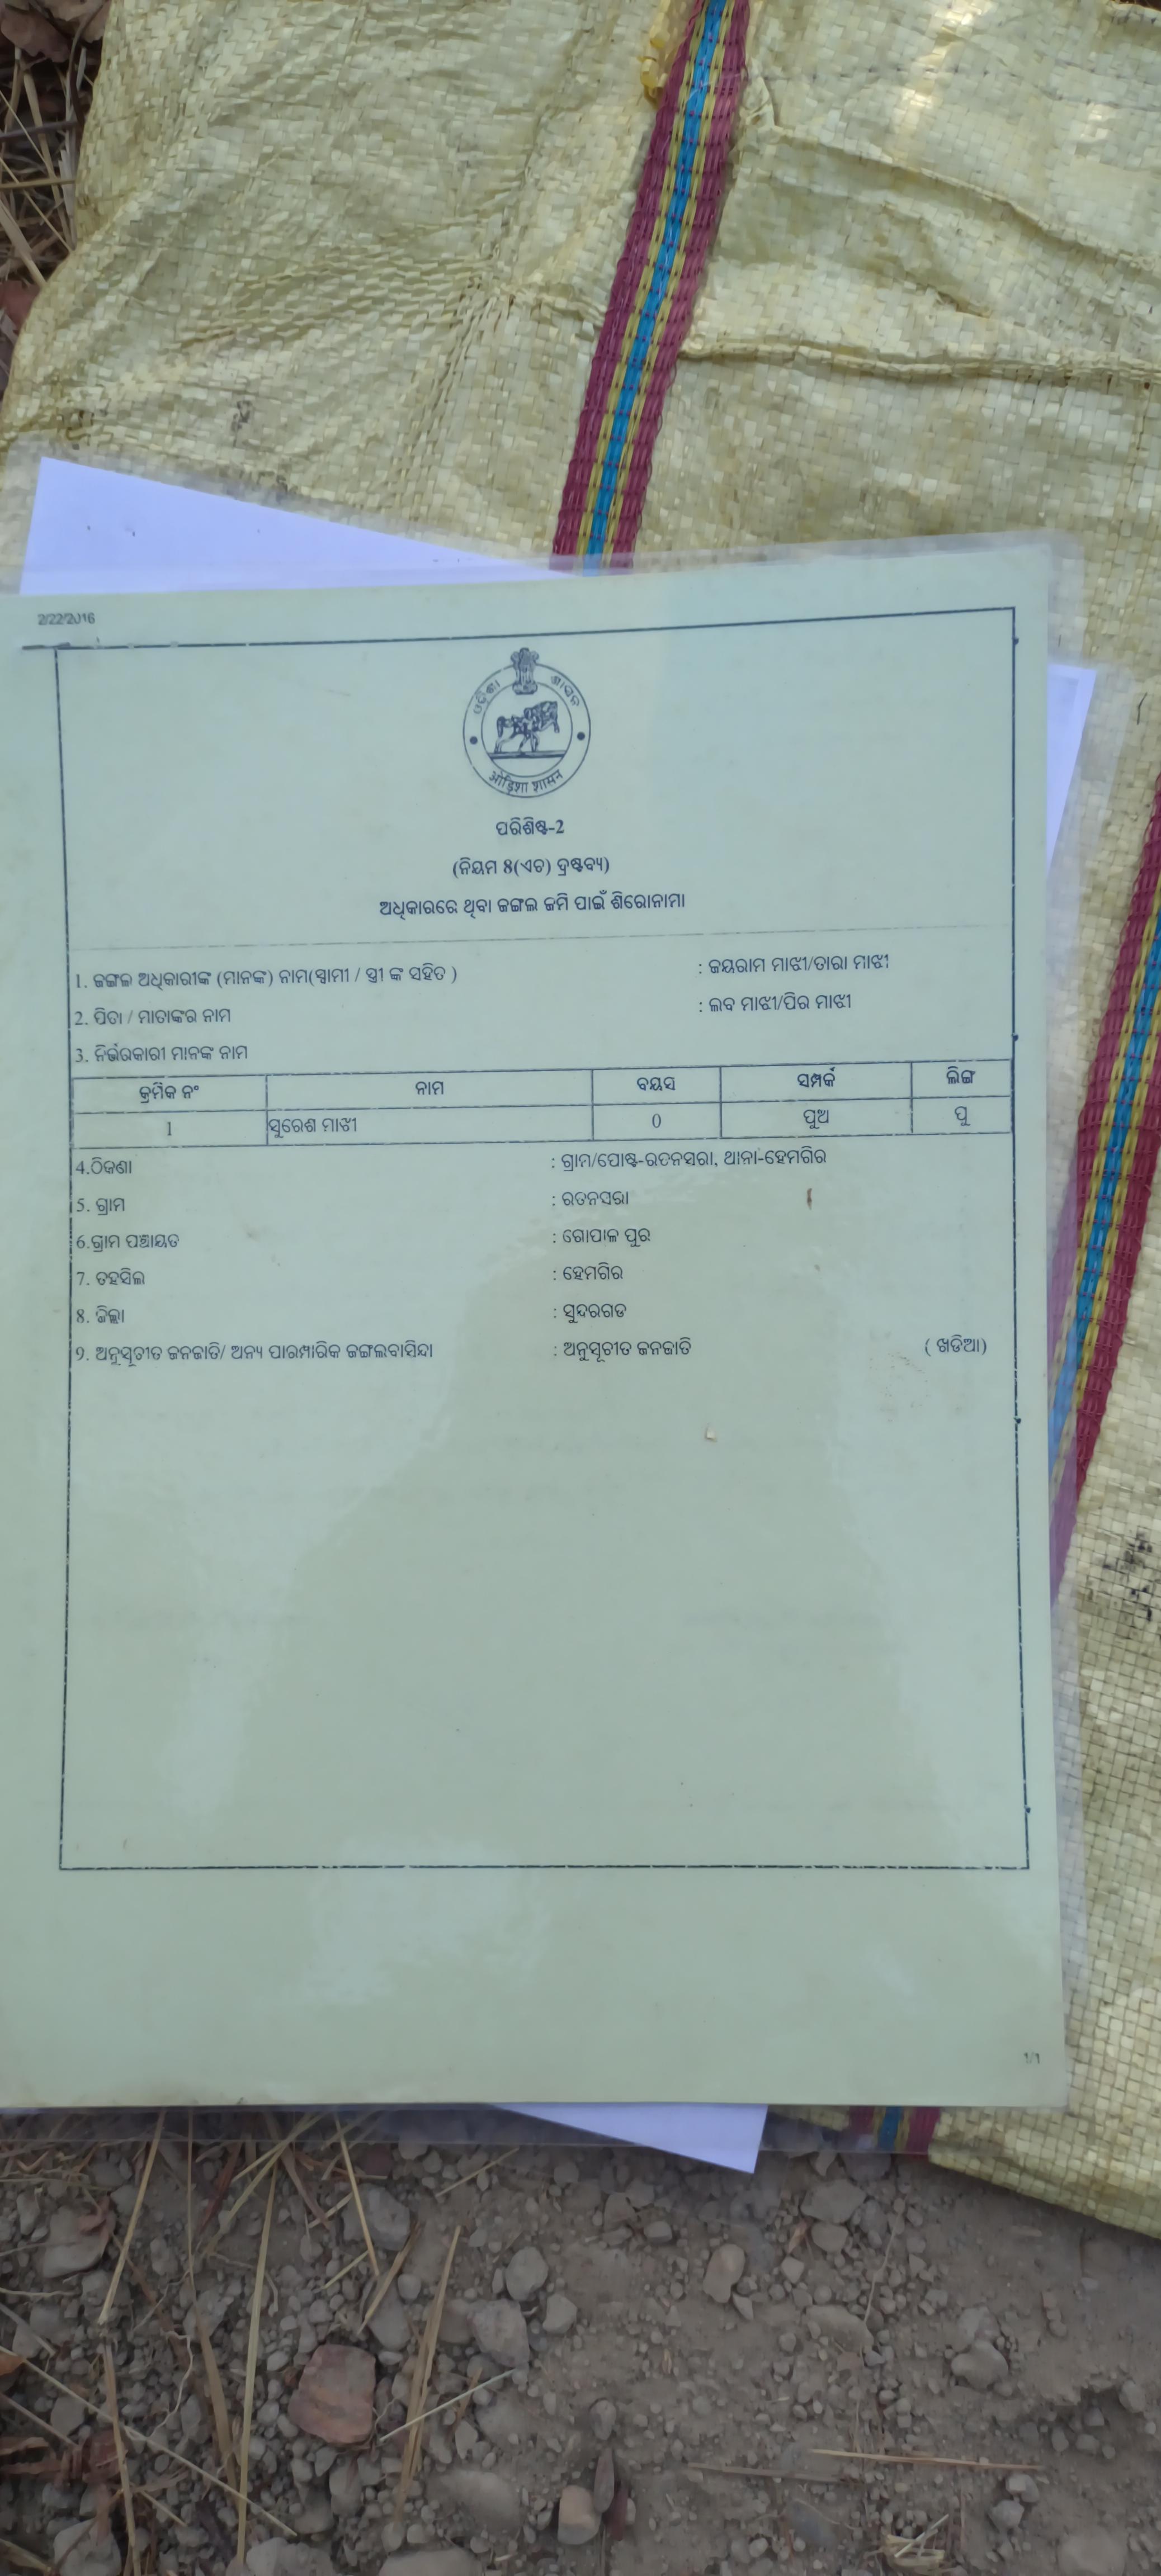 2/22/2016
ଓଡ଼ିଶା ଶାସନ
ओड़िशा शासन
ପରିଶିଷ୍ଟ-2
(ନିୟମ 8(ଏଚ) ଦ୍ରଷ୍ଟବ୍ୟ)
ଅଧିକାରରେ ଥିବା ଜଙ୍ଗଲ ଜମି ପାଇଁ ଶିରୋନାମା
1. ଜଙ୍ଗଲ ଅଧିକାରୀଙ୍କ (ମାନଙ୍କ) ନାମ(ସ୍ବାମୀ / ସ୍ତ୍ରୀ ଙ୍କ ସହିତ ) : ଜୟରାମ ମାଝୀ/ତାରା ମାଝୀ
2. ପିତା / ମାତାଙ୍କର ନାମ : ଲବ ମାଝୀ/ପିର ମାଝୀ
3. ନିର୍ଭରକାରୀ ମାନଙ୍କ ନାମ
କ୍ରମିକ ନଂ ନାମ ବୟସ ସମ୍ପର୍କ ଲିଙ୍ଗ
1 ସୁରେଶ ମାଝୀ 0 ପୁଅ ପୁ
4.ଠିକଣା : ଗ୍ରାମ/ପୋଷ୍ଟ-ରତନସରା, ଥାନା-ହେମଗିର
5. ଗ୍ରାମ : ରତନସରା
6.ଗ୍ରାମ ପଞ୍ଚାୟତ : ଗୋପାଳ ପୁର
7. ତହସିଲ : ହେମଗିର
8. ଜିଲ୍ଲା : ସୁନ୍ଦରଗଡ
9. ଅନୁସୂଚୀତ ଜନଜାତି/ ଅନ୍ୟ ପାରମ୍ପାରିକ ଜଙ୍ଗଲବାସିନ୍ଦା : ଅନୁସୂଚୀତ ଜନଜାତି ( ଖଡିଆ)
1/1